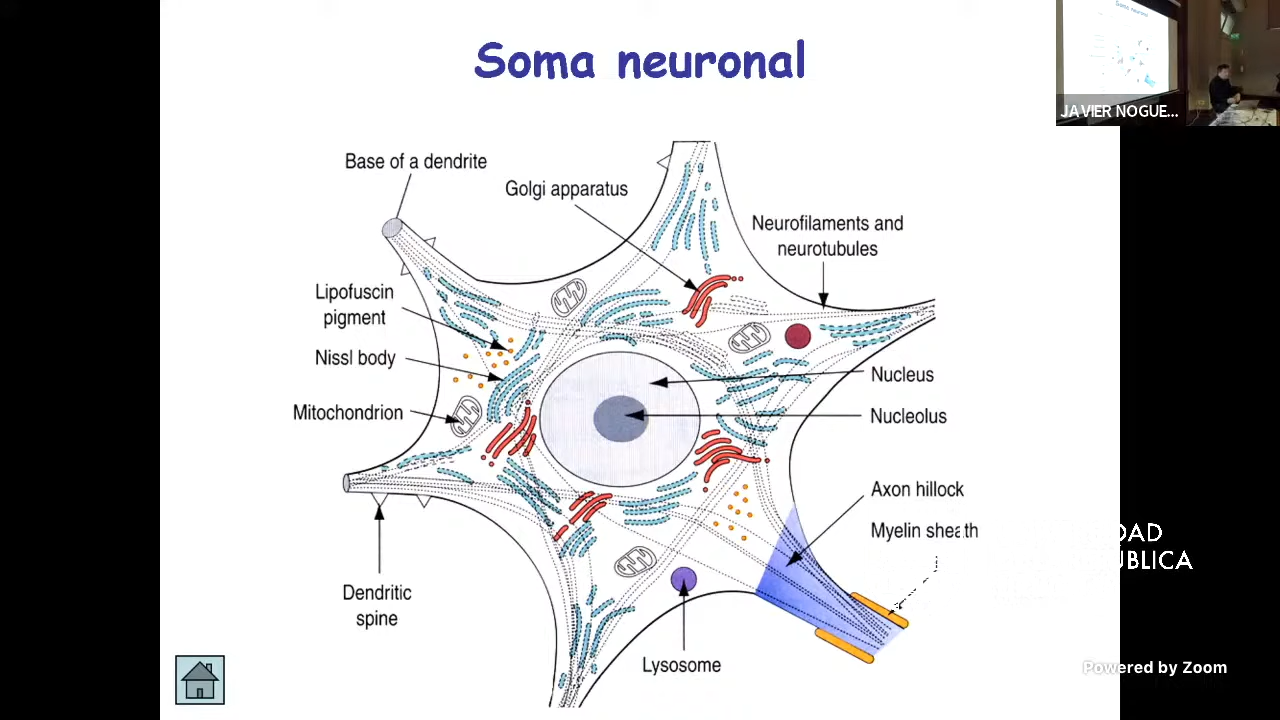 Soma neuronal
JAVIER NOGUE...
Base of a dendrite
Golgi apparatus
Neurofilaments and
neurotubules
Lipofuscin
pigment
Nissl body
Mitochondrion
Nucleus
Nucleolus
Axon hillock
Myelin sheath
Dendritic
spine
Lysosome
Powered by Zoom